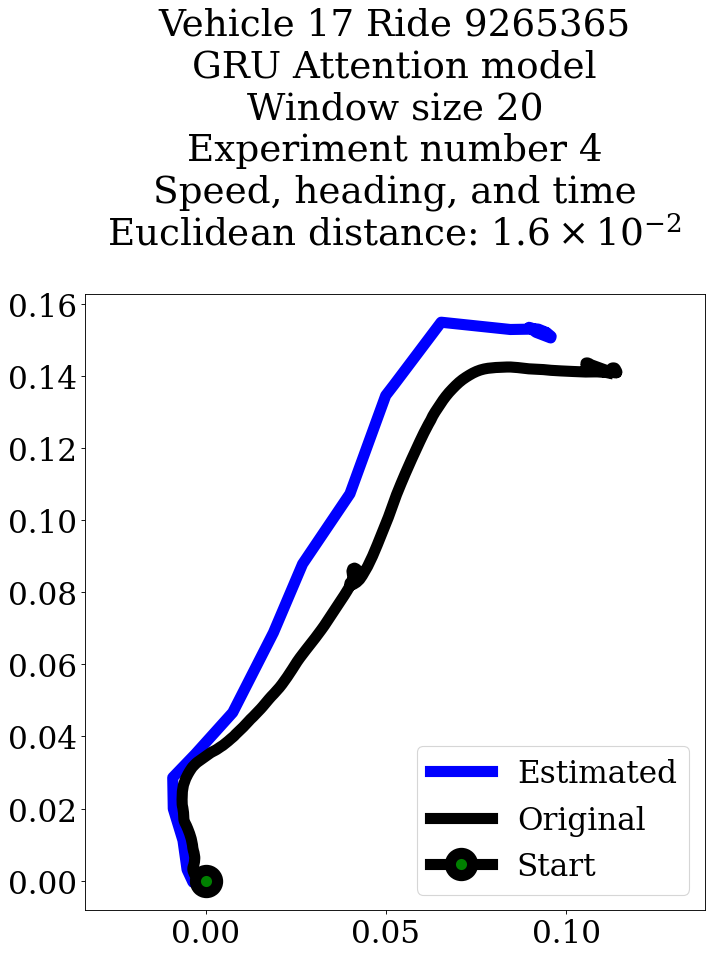 Vehicle 17 Ride 9265365
GRU Attention model
Window size 20
Experiment number 4
Speed, heading, and time
Euclidean distance: 1.6 × 10⁻²
0.16
0.14
0.12
0.10
0.08
0.06
0.04
0.02
0.00
Estimated
Original
Start
0.00 0.05 0.10